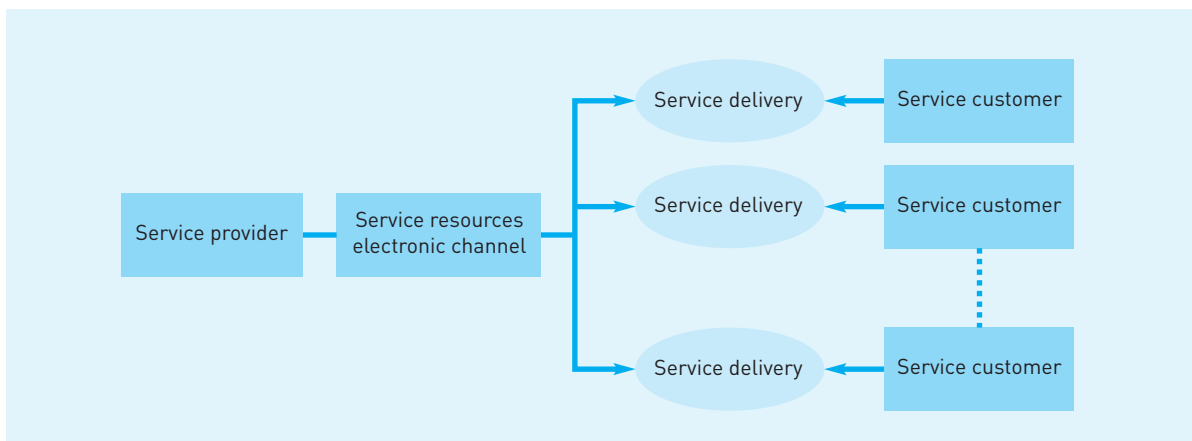 Service delivery
Service customer
Service delivery
Service customer
Service provider
Service resources
electronic channel
Service delivery
Service customer